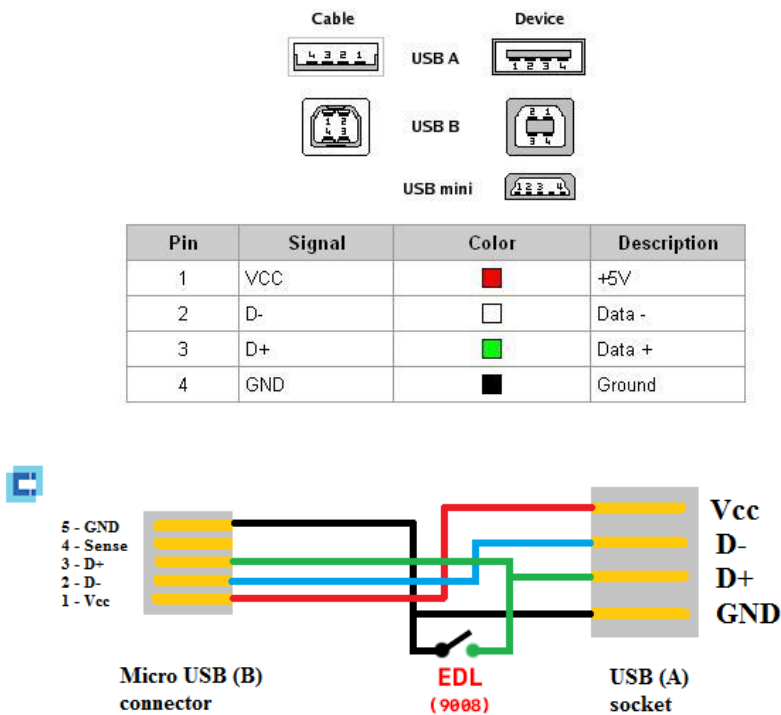 Cable Device
4 3 2 1 USB A 1 2 3 4
1 2 USB B 2 1
4 3 3 4
USB mini 1 2 3 4
Pin Signal Color Description
1 VCC +5V
2 D- Data -
3 D+ Data +
4 GND Ground
5 - GND
4 - Sense
3 - D+
2 - D-
1 - Vcc
Vcc
D-
D+
GND
Micro USB (B)
connector
EDL
(9008)
USB (A)
socket